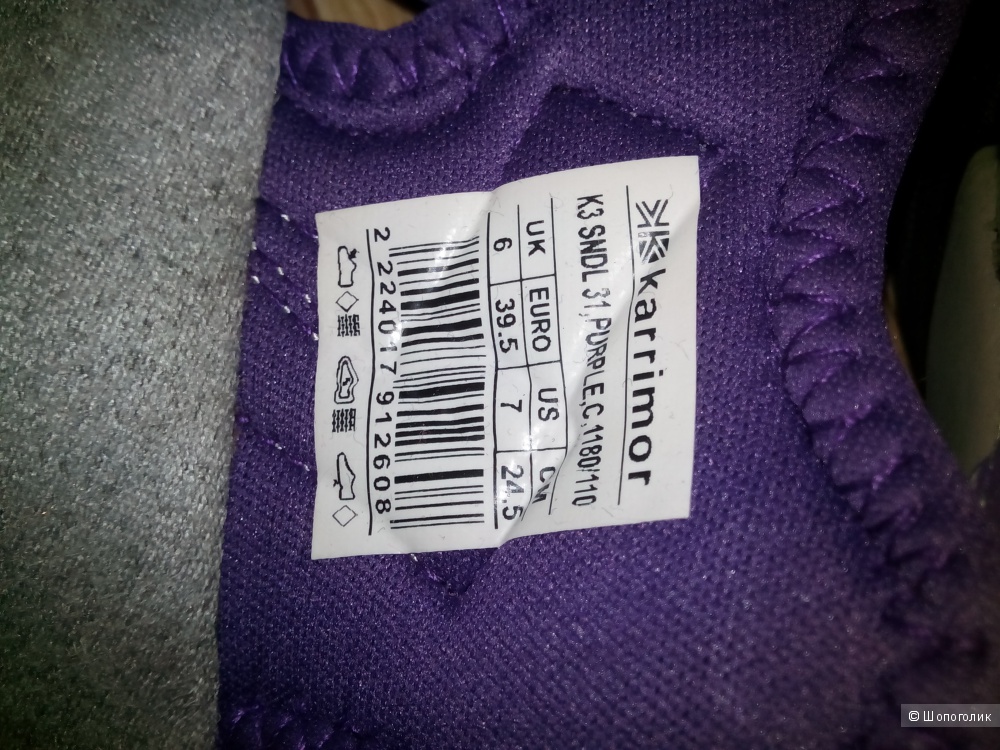 karrimor
K3 SNDL 31,PURPLE,C,1180/110
UK EURO US CM
6 39.5 7 24.5
2 224017 912608
© Шопоголик